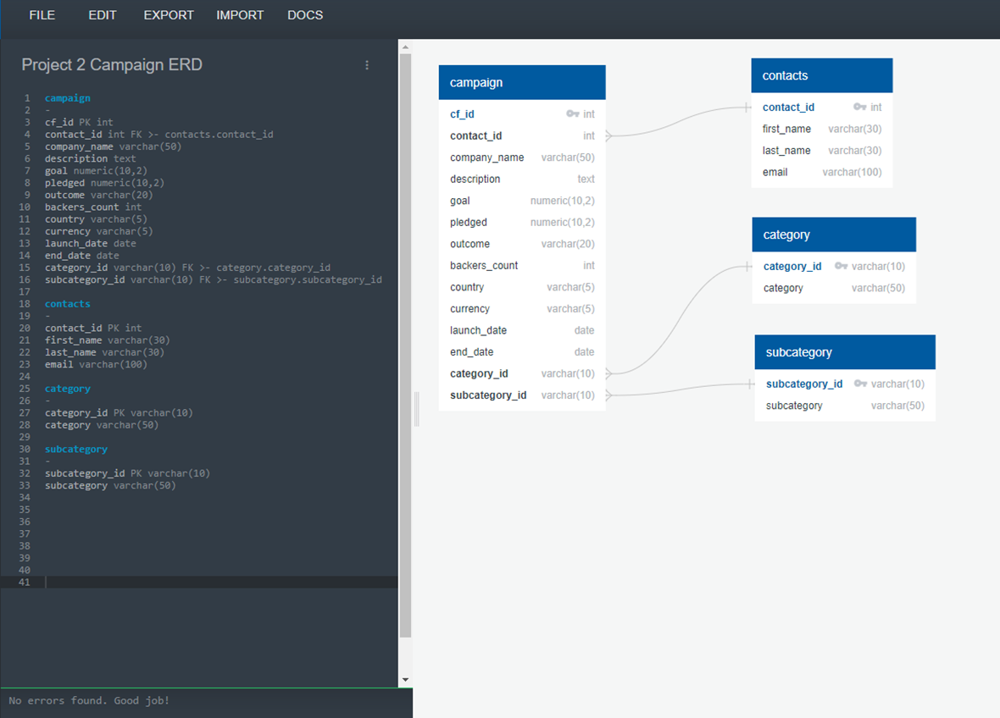 FILE EDIT EXPORT IMPORT DOCS
Project 2 Campaign ERD
1 campaign
2 -
3 cf_id PK int
4 contact_id int FK >- contacts.contact_id
5 company_name varchar(50)
6 description text
7 goal numeric(10,2)
8 pledged numeric(10,2)
9 outcome varchar(20)
10 backers_count int
11 country varchar(5)
12 currency varchar(5)
13 launch_date date
14 end_date date
15 category_id varchar(10) FK >- category.category_id
16 subcategory_id varchar(10) FK >- subcategory.subcategory_id
17
18 contacts
19 -
20 contact_id PK int
21 first_name varchar(30)
22 last_name varchar(30)
23 email varchar(100)
24
25 category
26 -
27 category_id PK varchar(10)
28 category varchar(50)
29
30 subcategory
31 -
32 subcategory_id PK varchar(10)
33 subcategory varchar(50)
34
35
36
37
38
39
40
41
No errors found. Good job!
campaign
cf_id int
contact_id int
company_name varchar(50)
description text
goal numeric(10,2)
pledged numeric(10,2)
outcome varchar(20)
backers_count int
country varchar(5)
currency varchar(5)
launch_date date
end_date date
category_id varchar(10)
subcategory_id varchar(10)
contacts
contact_id int
first_name varchar(30)
last_name varchar(30)
email varchar(100)
category
category_id varchar(10)
category varchar(50)
subcategory
subcategory_id varchar(10)
subcategory varchar(50)